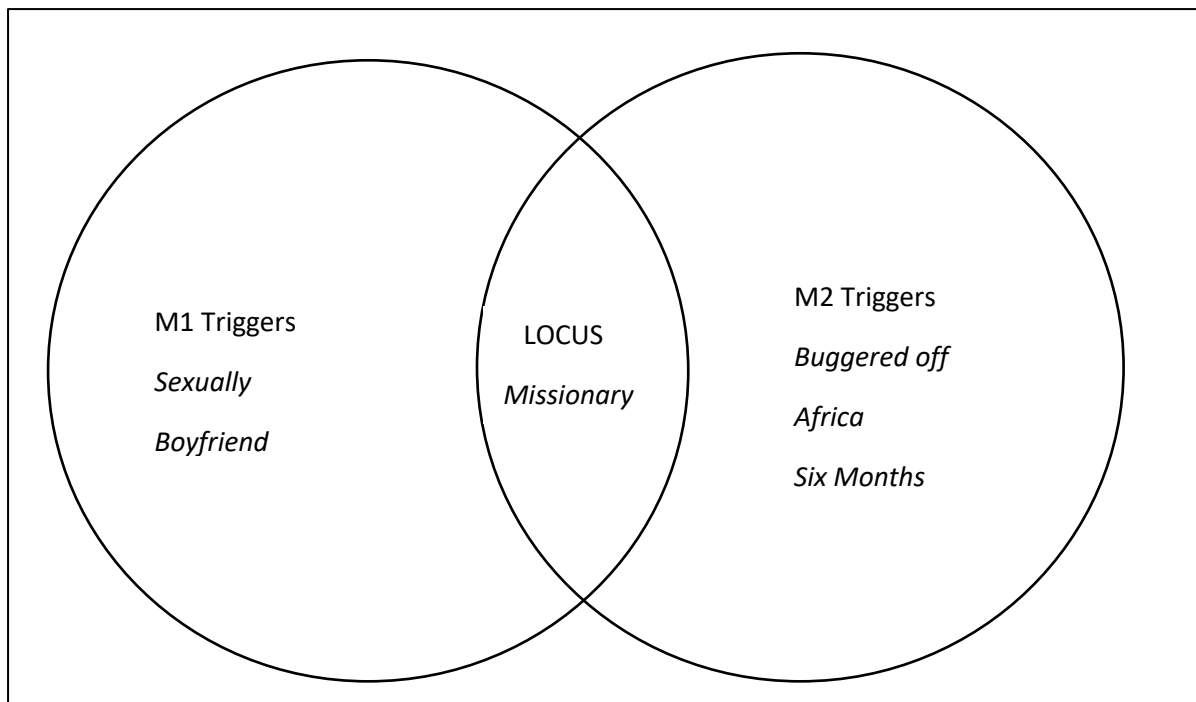 M1 Triggers
Sexually
Boyfriend
LOCUS
Missionary
M2 Triggers
Buggered off
Africa
Six Months